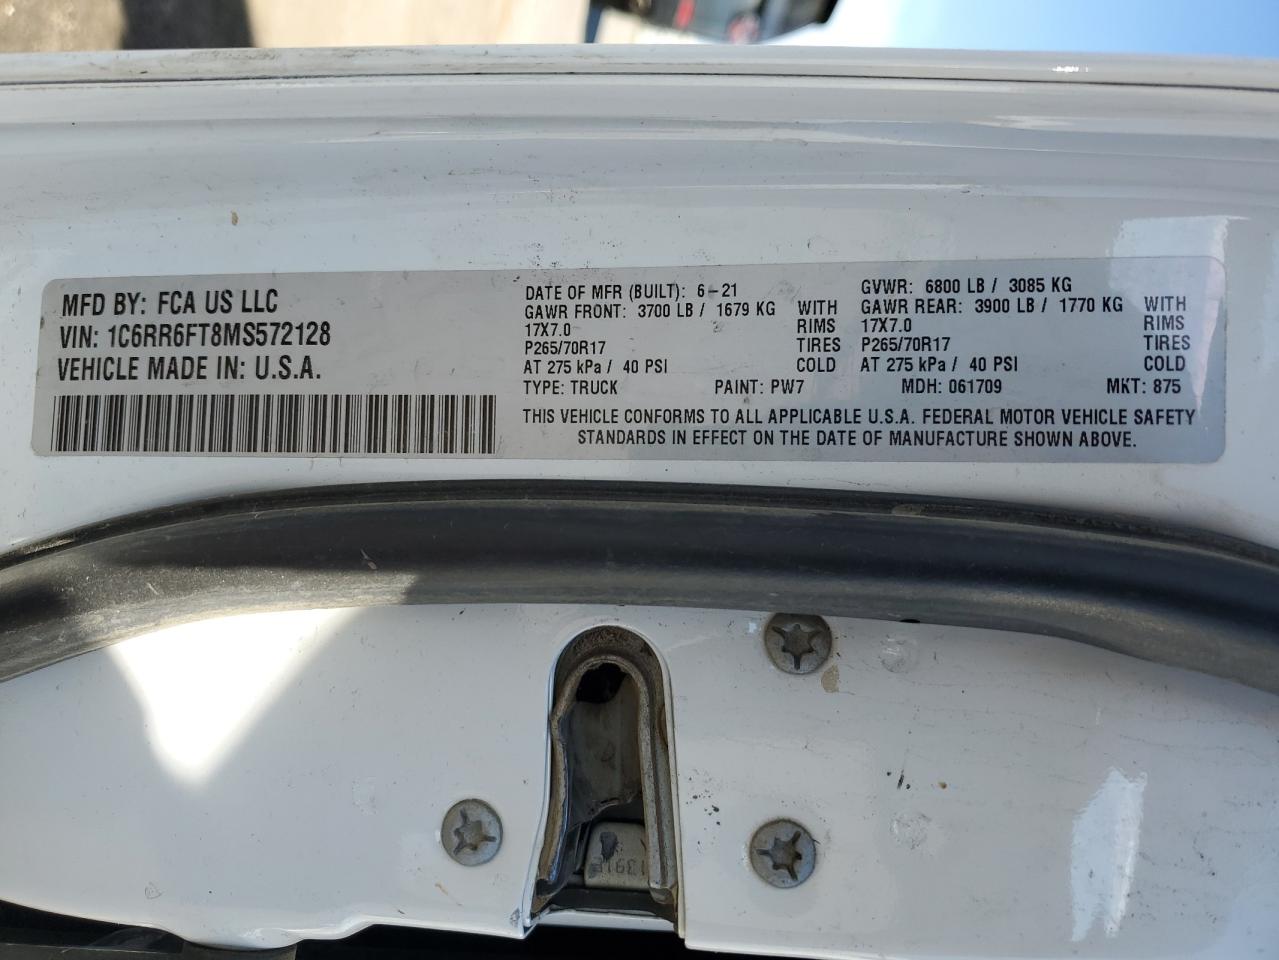 MFD BY: FCA US LLC
VIN: 1C6RR6FT8MS572128
VEHICLE MADE IN: U.S.A.
DATE OF MFR (BUILT): 6-21 GVWR: 6800 LB / 3085 KG
GAWR FRONT: 3700 LB / 1679 KG WITH GAWR REAR: 3900 LB / 1770 KG WITH
17X7.0 RIMS 17X7.0 RIMS
P265/70R17 TIRES P265/70R17 TIRES
AT 275 kPa / 40 PSI COLD AT 275 kPa / 40 PSI COLD
TYPE: TRUCK PAINT: PW7 MDH: 061709 MKT: 875
THIS VEHICLE CONFORMS TO ALL APPLICABLE U.S.A. FEDERAL MOTOR VEHICLE SAFETY
STANDARDS IN EFFECT ON THE DATE OF MANUFACTURE SHOWN ABOVE.